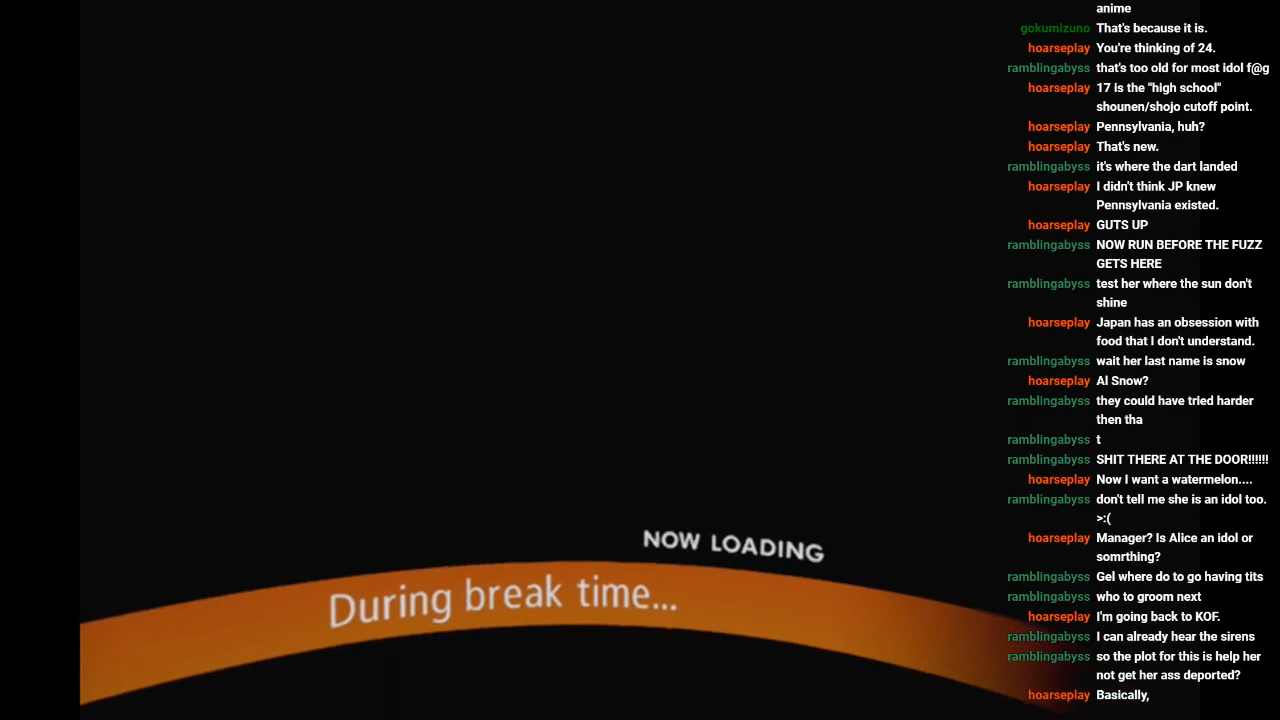 anime
gokumizuno That's because it is.
hoarseplay You're thinking of 24.
ramblingabyss that's too old for most idol f@g
hoarseplay 17 is the "high school"
shounen/shojo cutoff point.
hoarseplay Pennsylvania, huh?
hoarseplay That's new.
ramblingabyss it's where the dart landed
hoarseplay I didn't think JP knew
Pennsylvania existed.
hoarseplay GUTS UP
ramblingabyss NOW RUN BEFORE THE FUZZ
GETS HERE
ramblingabyss test her where the sun don't
shine
hoarseplay Japan has an obsession with
food that I don't understand.
ramblingabyss wait her last name is snow
hoarseplay Al Snow?
ramblingabyss they could have tried harder
then tha
ramblingabyss t
ramblingabyss SHIT THERE AT THE DOOR!!!!!!
hoarseplay Now I want a watermelon....
ramblingabyss don't tell me she is an idol too.
>:(
hoarseplay Manager? Is Alice an idol or
somrthing?
ramblingabyss Gel where do to go having tits
ramblingabyss who to groom next
hoarseplay I'm going back to KOF.
ramblingabyss I can already hear the sirens
ramblingabyss so the plot for this is help her
not get her ass deported?
hoarseplay Basically,
NOW LOADING
During break time...